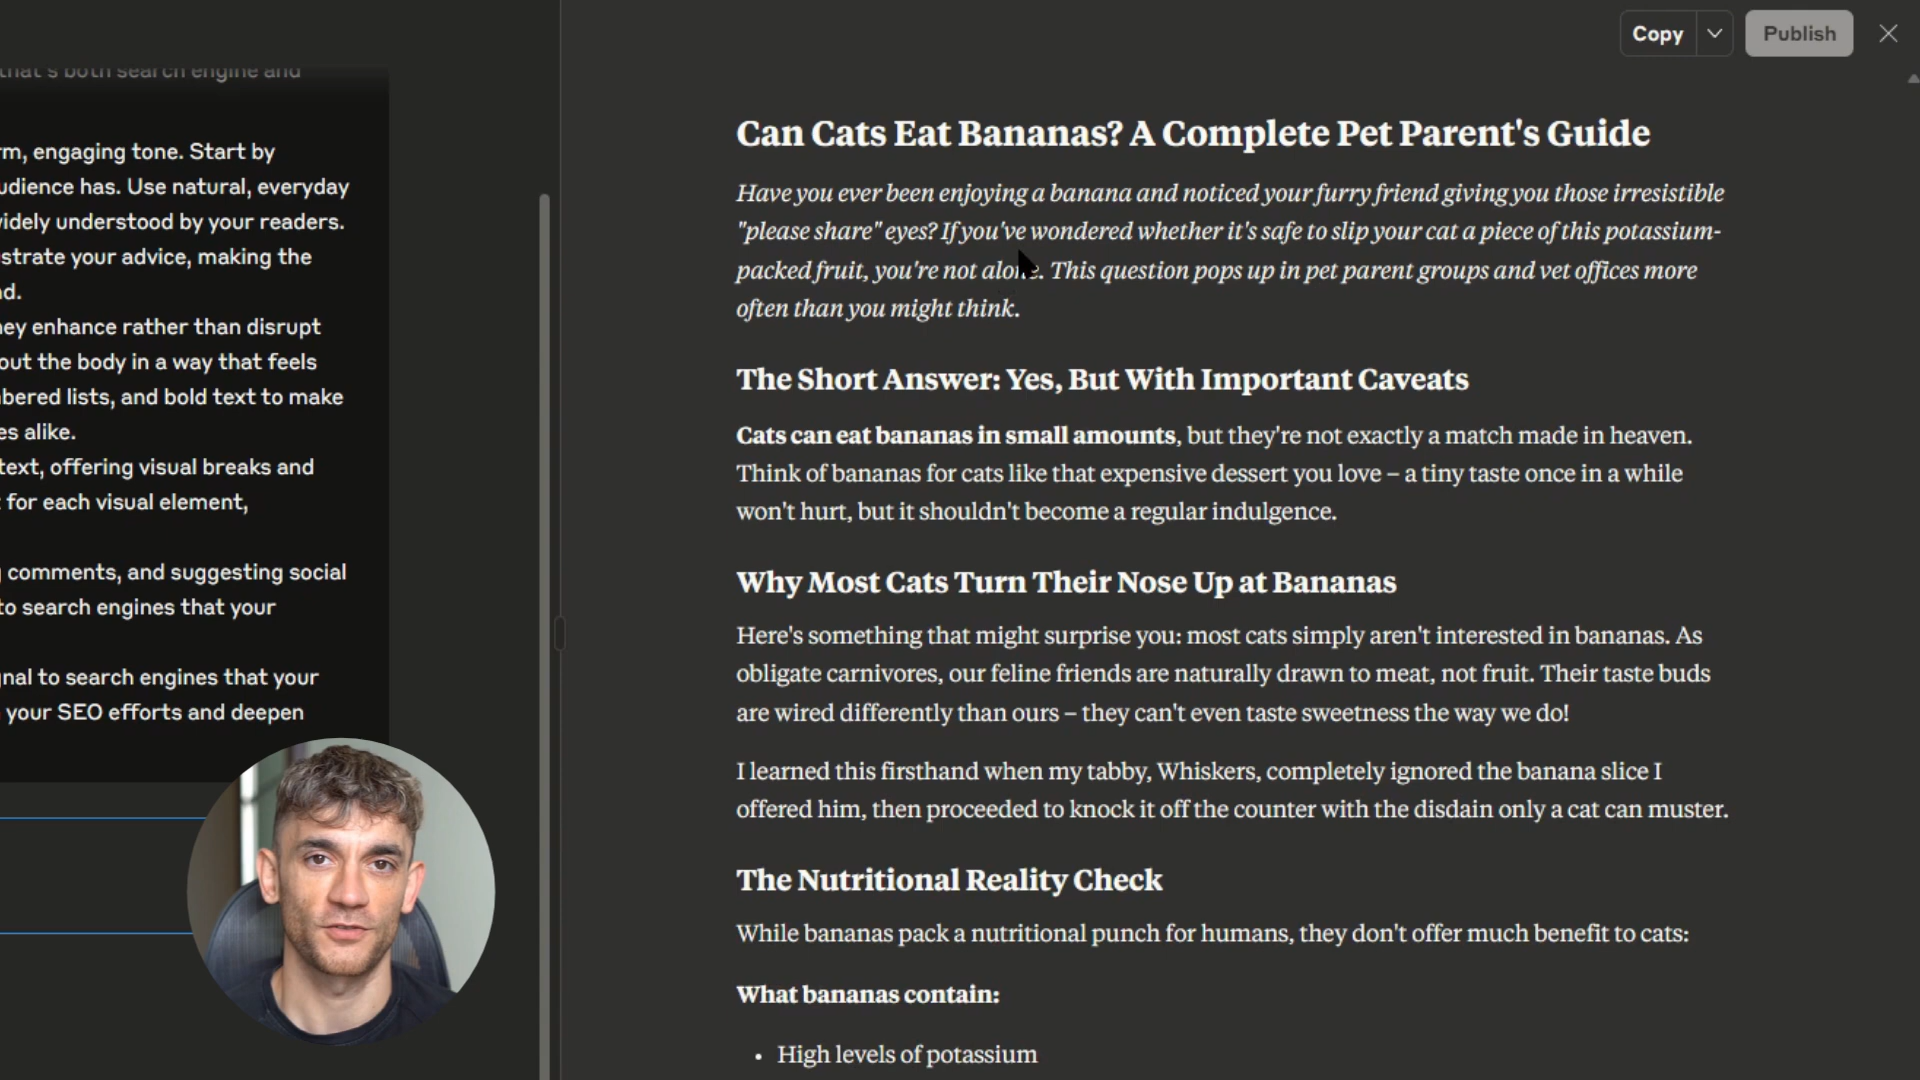 that's both search engine and
rm, engaging tone. Start by
udience has. Use natural, everyday
widely understood by your readers.
strate your advice, making the
nd.
hey enhance rather than disrupt
out the body in a way that feels
bered lists, and bold text to make
es alike.
text, offering visual breaks and
t for each visual element,
g comments, and suggesting social
to search engines that your
gnal to search engines that your
your SEO efforts and deepen
Copy
Publish
Can Cats Eat Bananas? A Complete Pet Parent's Guide
Have you ever been enjoying a banana and noticed your furry friend giving you those irresistible
"please share" eyes? If you've wondered whether it's safe to slip your cat a piece of this potassium-
packed fruit, you're not alone. This question pops up in pet parent groups and vet offices more
often than you might think.
The Short Answer: Yes, But With Important Caveats
Cats can eat bananas in small amounts, but they're not exactly a match made in heaven.
Think of bananas for cats like that expensive dessert you love – a tiny taste once in a while
won't hurt, but it shouldn't become a regular indulgence.
Why Most Cats Turn Their Nose Up at Bananas
Here's something that might surprise you: most cats simply aren't interested in bananas. As
obligate carnivores, our feline friends are naturally drawn to meat, not fruit. Their taste buds
are wired differently than ours – they can't even taste sweetness the way we do!
I learned this firsthand when my tabby, Whiskers, completely ignored the banana slice I
offered him, then proceeded to knock it off the counter with the disdain only a cat can muster.
The Nutritional Reality Check
While bananas pack a nutritional punch for humans, they don't offer much benefit to cats:
What bananas contain:
• High levels of potassium